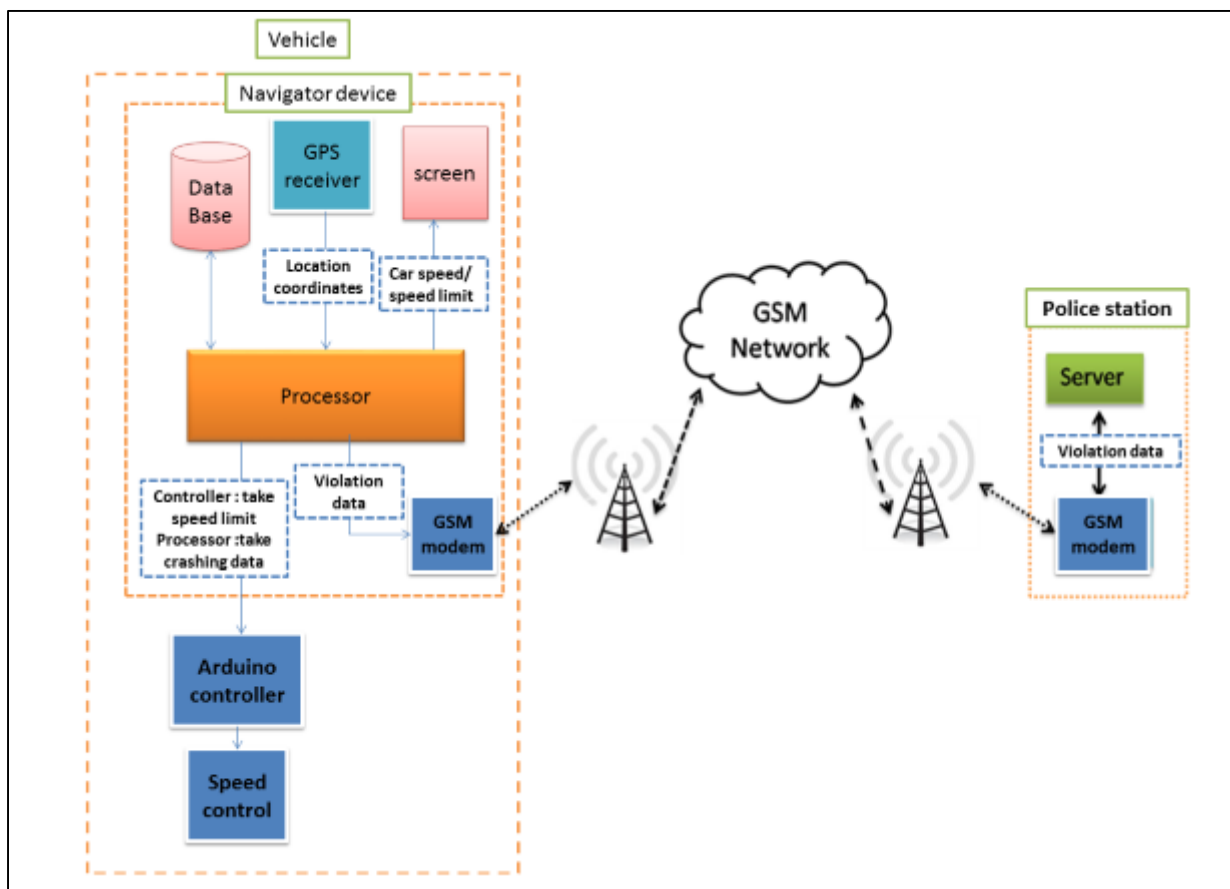 Vehicle
Navigator device
Data
Base
GPS
receiver
screen
Location
coordinates
Car speed/
speed limit
Processor
Controller : take
speed limit
Processor :take
crashing data
Violation
data
GSM
modem
Arduino
controller
Speed
control
GSM
Network
Police station
Server
Violation data
GSM
modem